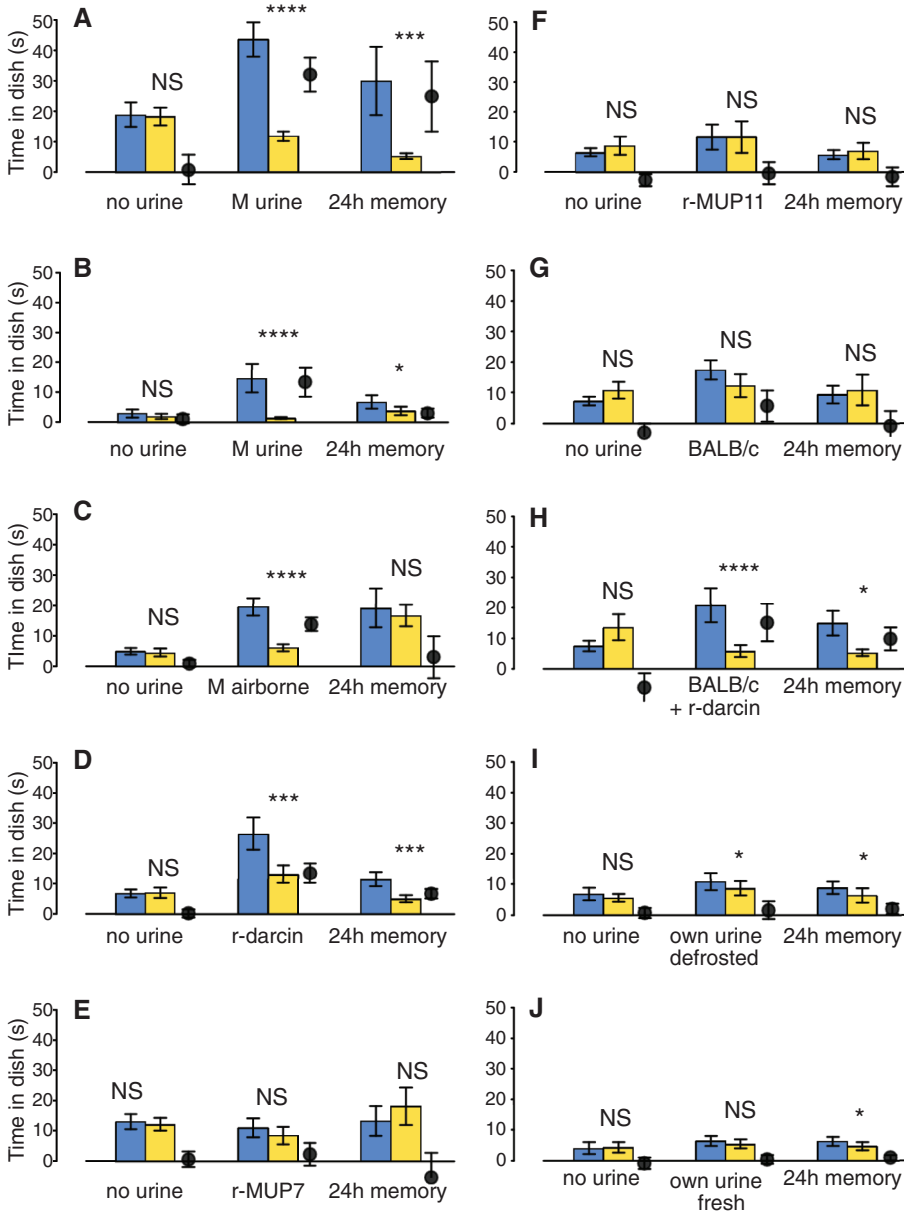 A
Time in dish (s)
50
40
30
20
10
0
NS
****
***
no urine M urine 24h memory
B
Time in dish (s)
50
40
30
20
10
0
NS
****
*
no urine M urine 24h memory
C
Time in dish (s)
50
40
30
20
10
0
NS
****
NS
no urine M airborne 24h memory
D
Time in dish (s)
50
40
30
20
10
0
NS
***
***
no urine r-darcin 24h memory
E
Time in dish (s)
50
40
30
20
10
0
NS
NS
NS
no urine r-MUP7 24h memory
F
50
40
30
20
10
0
NS
NS
NS
no urine r-MUP11 24h memory
G
50
40
30
20
10
0
NS
NS
NS
no urine BALB/c 24h memory
H
50
40
30
20
10
0
NS
****
*
no urine BALB/c 24h memory
+ r-darcin
I
50
40
30
20
10
0
NS
*
*
no urine own urine 24h memory
defrosted
J
50
40
30
20
10
0
NS
NS
*
no urine own urine 24h memory
fresh